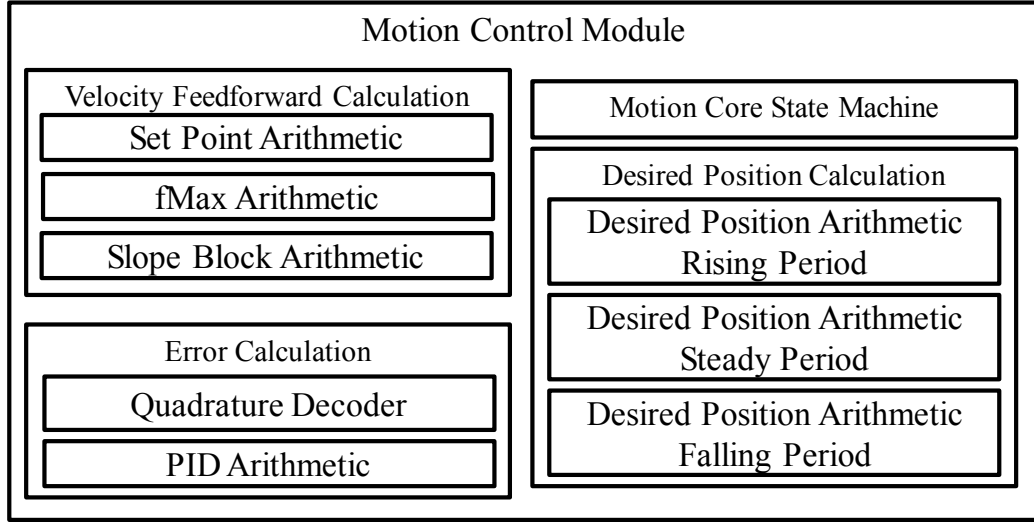 Motion Control Module
Velocity Feedforward Calculation
Set Point Arithmetic
fMax Arithmetic
Slope Block Arithmetic
Error Calculation
Quadrature Decoder
PID Arithmetic
Motion Core State Machine
Desired Position Calculation
Desired Position Arithmetic
Rising Period
Desired Position Arithmetic
Steady Period
Desired Position Arithmetic
Falling Period